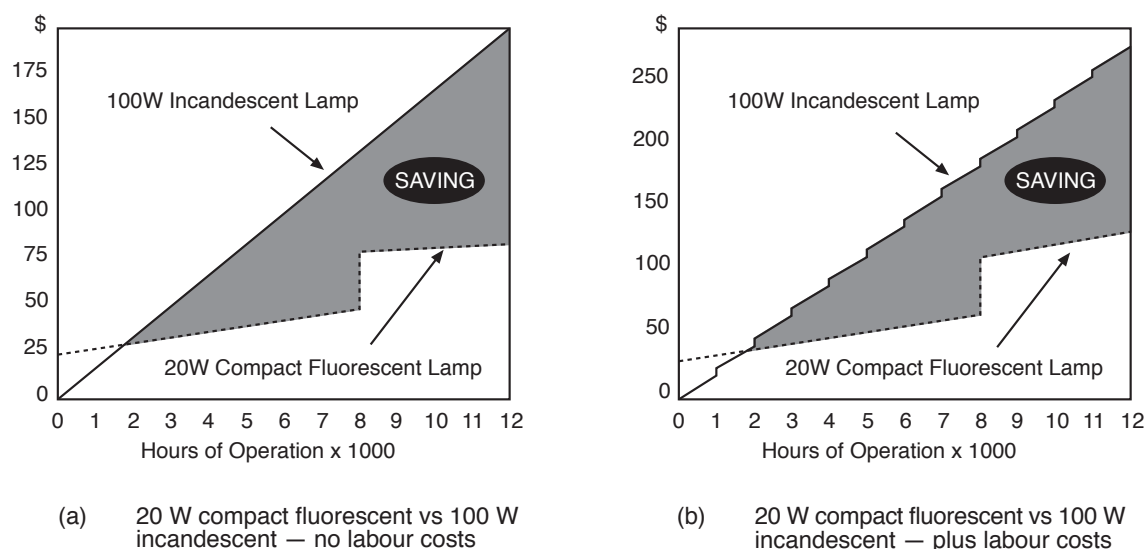 $
175
150
125
100
75
50
25
0
100W Incandescent Lamp
SAVING
20W Compact Fluorescent Lamp
0 1 2 3 4 5 6 7 8 9 10 11 12
Hours of Operation x 1000
(a) 20 W compact fluorescent vs 100 W
incandescent — no labour costs
$
250
200
150
100
50
0
100W Incandescent Lamp
SAVING
20W Compact Fluorescent Lamp
0 1 2 3 4 5 6 7 8 9 10 11 12
Hours of Operation x 1000
(b) 20 W compact fluorescent vs 100 W
incandescent — plus labour costs